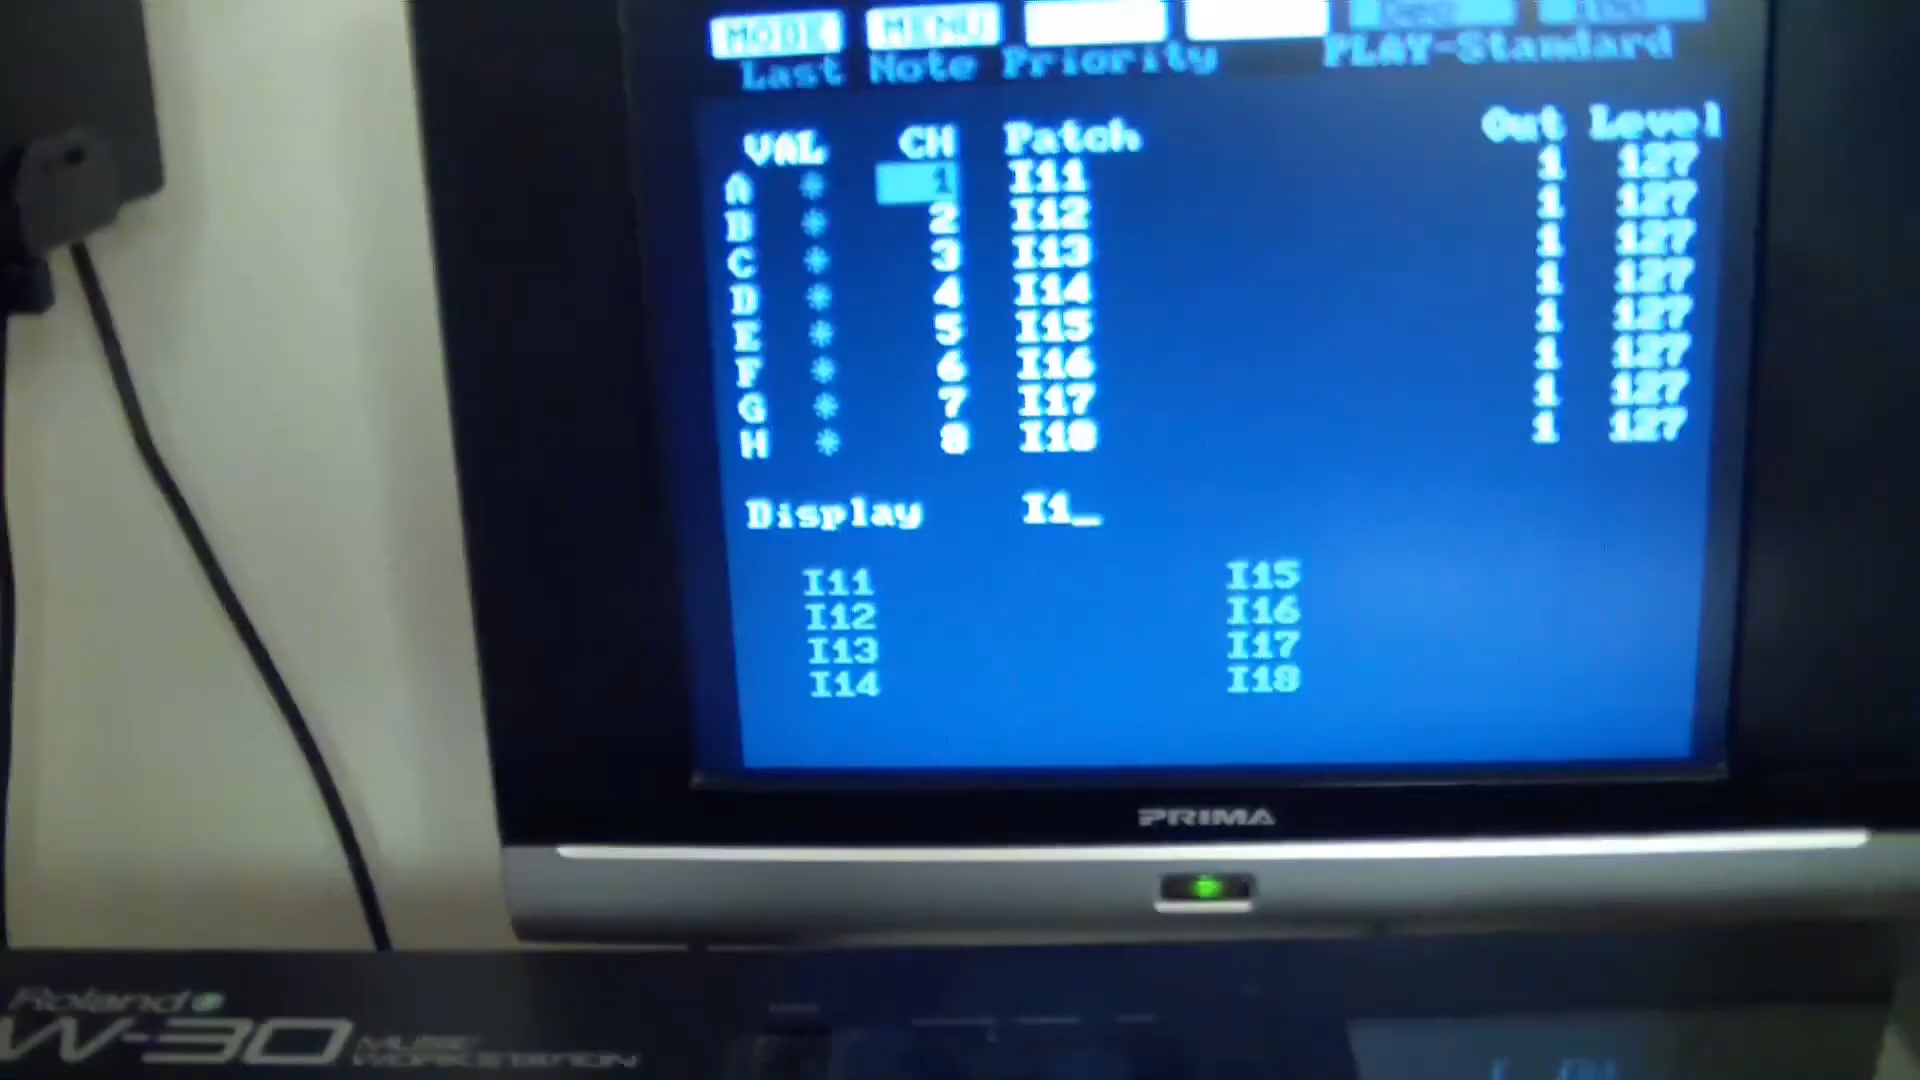 MODE MENU
Last Note Priority PLAY-Standard
VAL CH Patch Out Level
A * 1 I11 1 127
B * 2 I12 1 127
C * 3 I13 1 127
D * 4 I14 1 127
E * 5 I15 1 127
F * 6 I16 1 127
G * 7 I17 1 127
H * 8 I18 1 127
Display I1_
I11 I15
I12 I16
I13 I17
I14 I18
PRIMA
Roland
W-30 MUSIC WORKSTATION